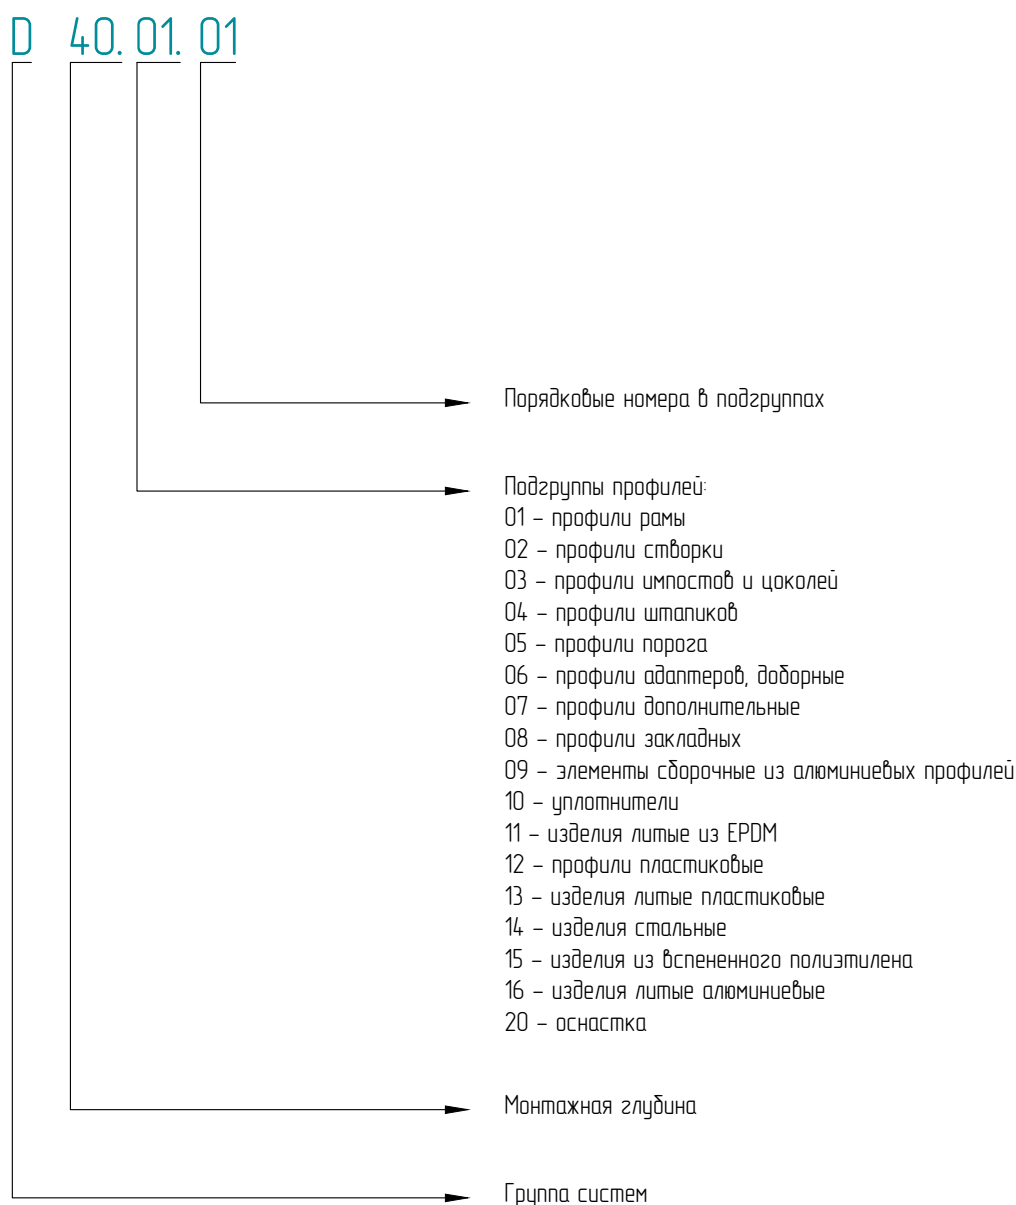 D 40. 01. 01
Порядковые номера в подгруппах
Подгруппы профилей:
01 – профили рамы
02 – профили створки
03 – профили импостов и цоколей
04 – профили штапиков
05 – профили порога
06 – профили адаптеров, доборные
07 – профили дополнительные
08 – профили закладных
09 – элементы сборочные из алюминиевых профилей
10 – уплотнители
11 – изделия литые из EPDM
12 – профили пластиковые
13 – изделия литые пластиковые
14 – изделия стальные
15 – изделия из вспененного полиэтилена
16 – изделия литые алюминиевые
20 – оснастка
Монтажная глубина
Группа систем